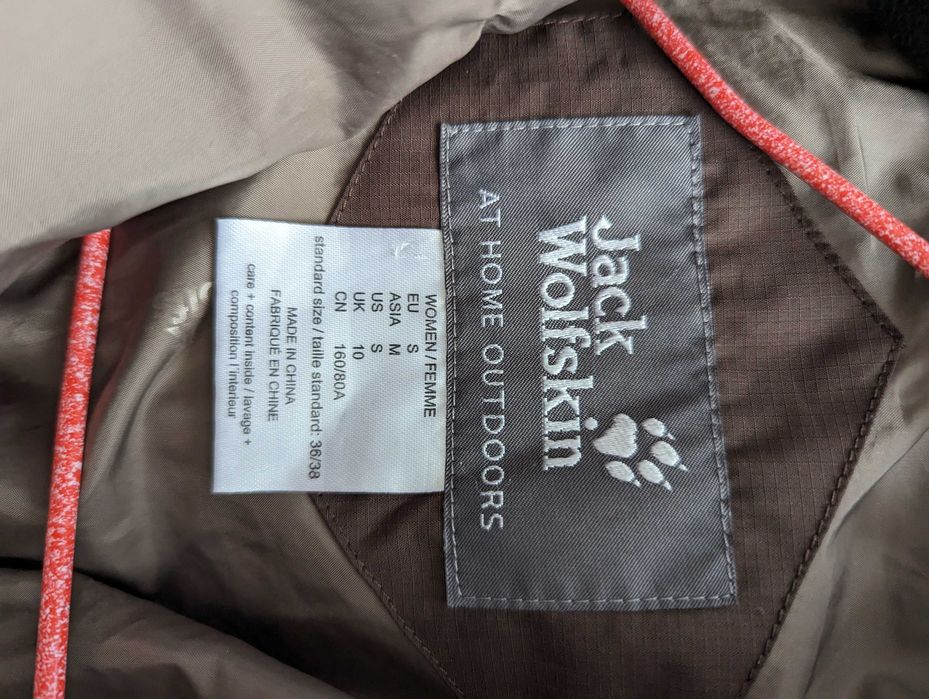 Jack
Wolfskin
AT HOME OUTDOORS
WOMEN/FEMME
EU S
ASIA M
US S
UK 10
CN 160/80A
standard size / taille standard: 36/38
MADE IN CHINA
FABRIQUÉ EN CHINE
care + content inside / lavage +
composition l'interieur